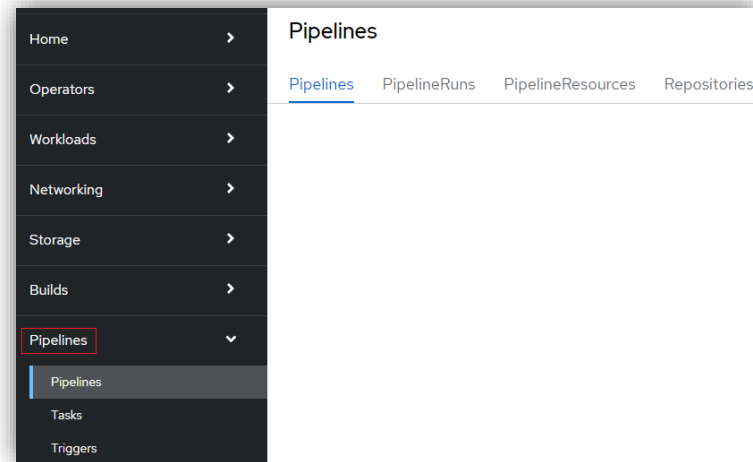 Home
Operators
Workloads
Networking
Storage
Builds
Pipelines
Pipelines
Tasks
Triggers
Pipelines
Pipelines PipelineRuns PipelineResources Repositories